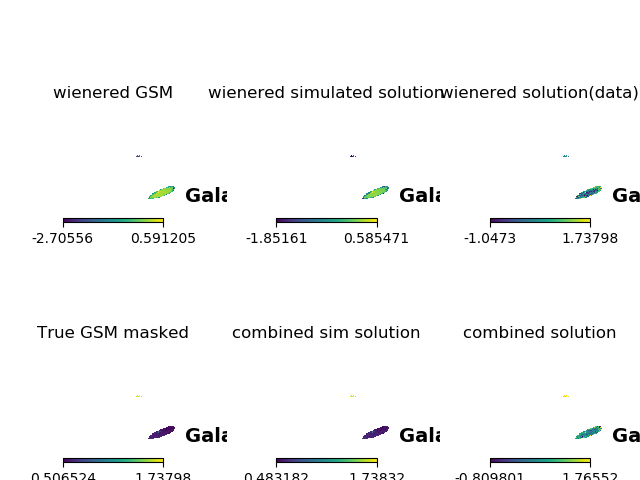 wienered GSM
wienered simulated solution
wienered solution(data)
Gala
Gala
Ga
-2.70556 0.591205
-1.85161 0.585471
-1.0473 1.73798
True GSM masked
combined sim solution
combined solution
Gala
Gala
Ga
0.506524 1.73798
0.483182 1.73832
-0.809801 1.76552